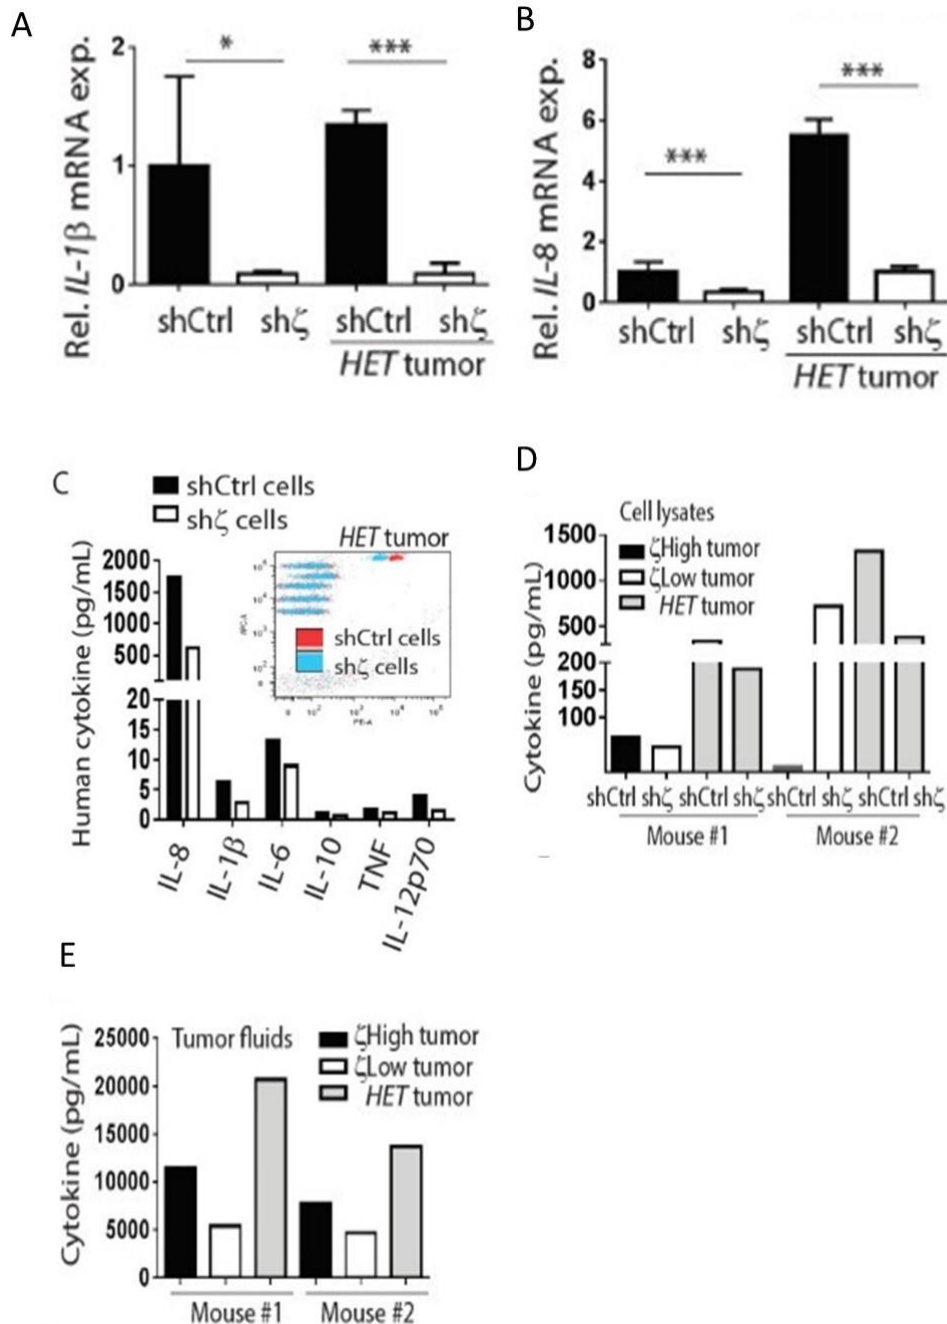 A
Rel. IL-1β mRNA exp.
2
1
0
*
***
shCtrl shζ shCtrl shζ
HET tumor
B
Rel. IL-8 mRNA exp.
8
6
4
2
0
***
***
shCtrl shζ shCtrl shζ
HET tumor
C
shCtrl cells
shζ cells
Human cytokine (pg/mL)
2000
1500
1000
500
20
15
10
5
0
HET tumor
shCtrl cells
shζ cells
0 10² 10³ 10⁴ 10⁵
PE-A
IL-8 IL-1β IL-6 IL-10 TNF IL-12p70
D
Cell lysates
ζHigh tumor
ζLow tumor
HET tumor
Cytokine (pg/mL)
1500
1000
500
200
150
100
shCtrl shζ shCtrl shζ shCtrl shζ shCtrl shζ
Mouse #1 Mouse #2
E
Tumor fluids
ζHigh tumor
ζLow tumor
HET tumor
Cytokine (pg/mL)
25000
20000
15000
10000
5000
0
Mouse #1 Mouse #2